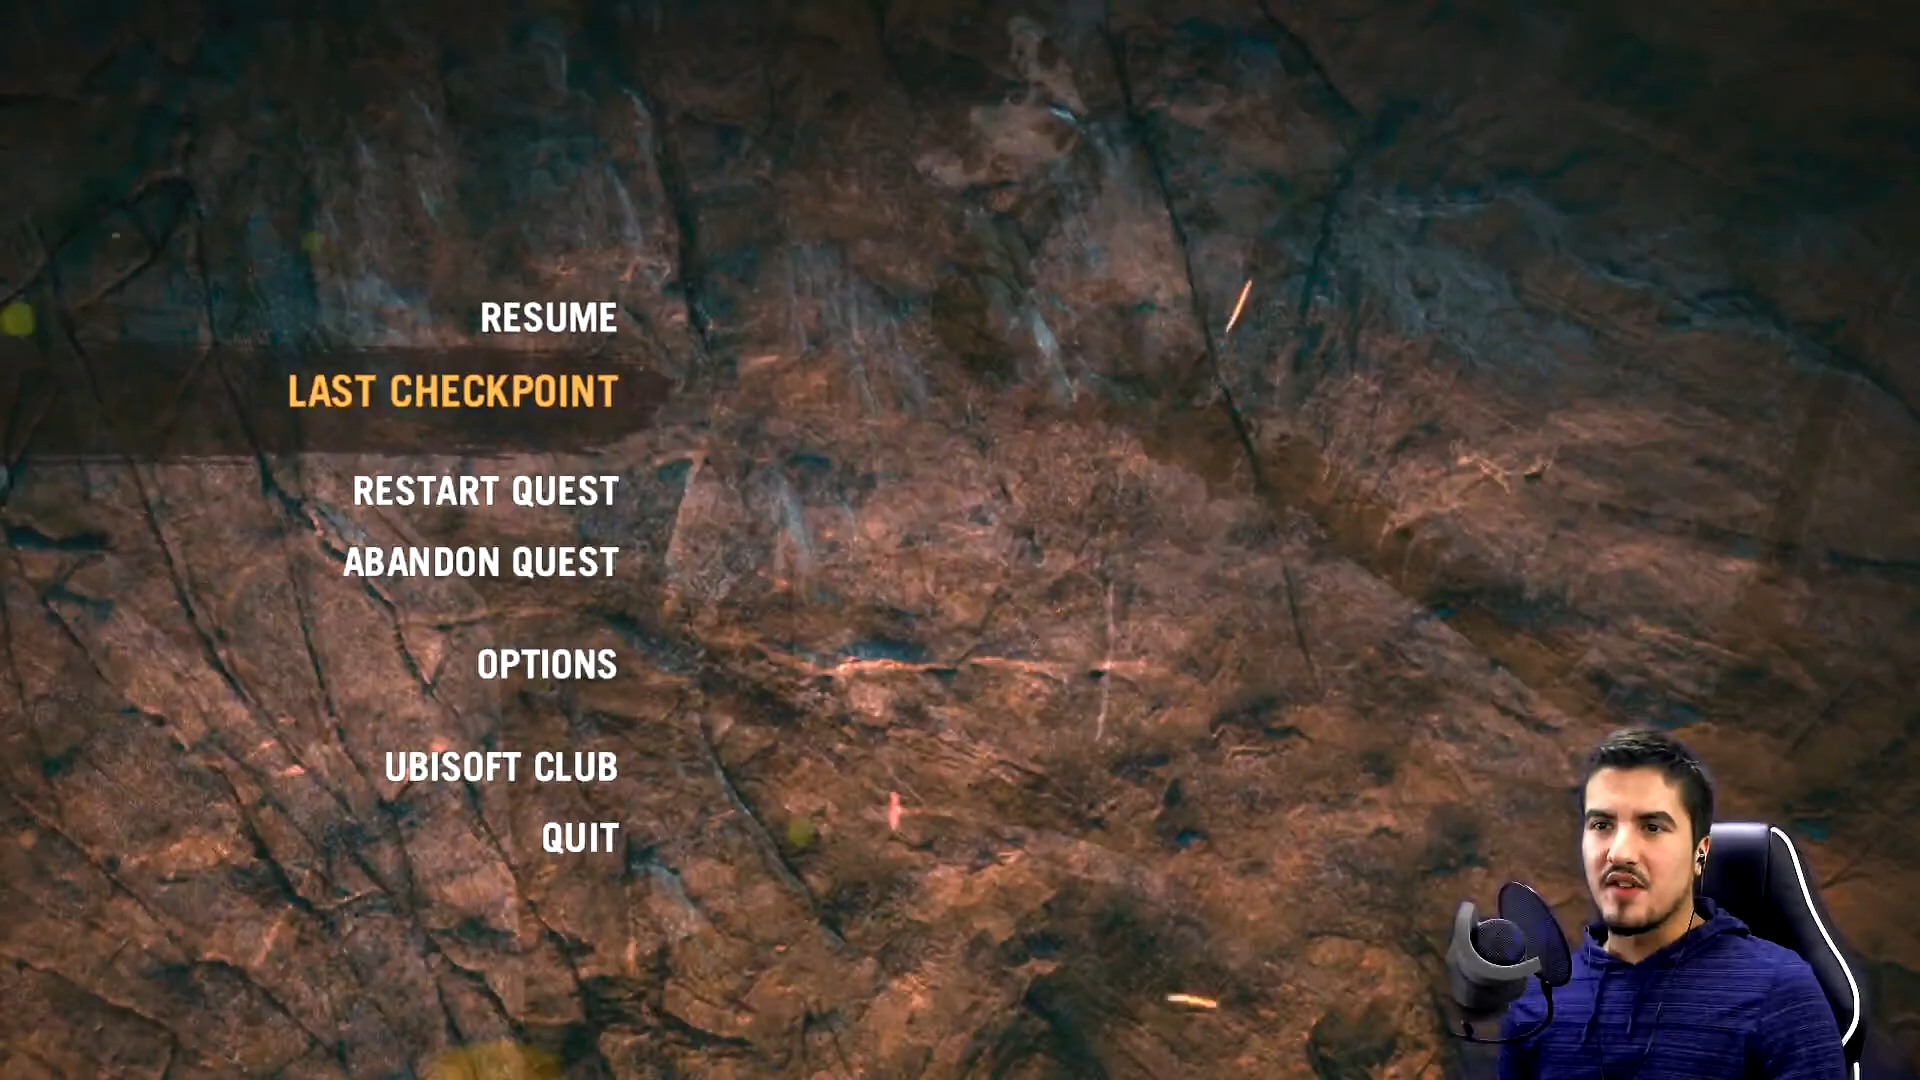 RESUME
LAST CHECKPOINT
RESTART QUEST
ABANDON QUEST
OPTIONS
UBISOFT CLUB
QUIT